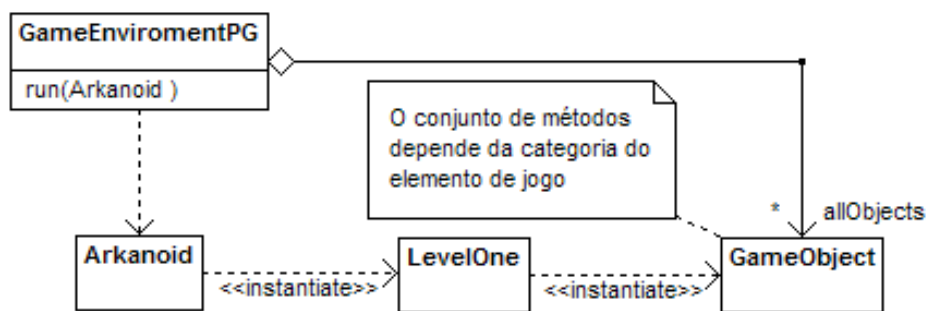 GameEnviromentPG
run(Arkanoid )
O conjunto de métodos
depende da categoria do
elemento de jogo
* allObjects
Arkanoid
<<instantiate>>
LevelOne
<<instantiate>>
GameObject